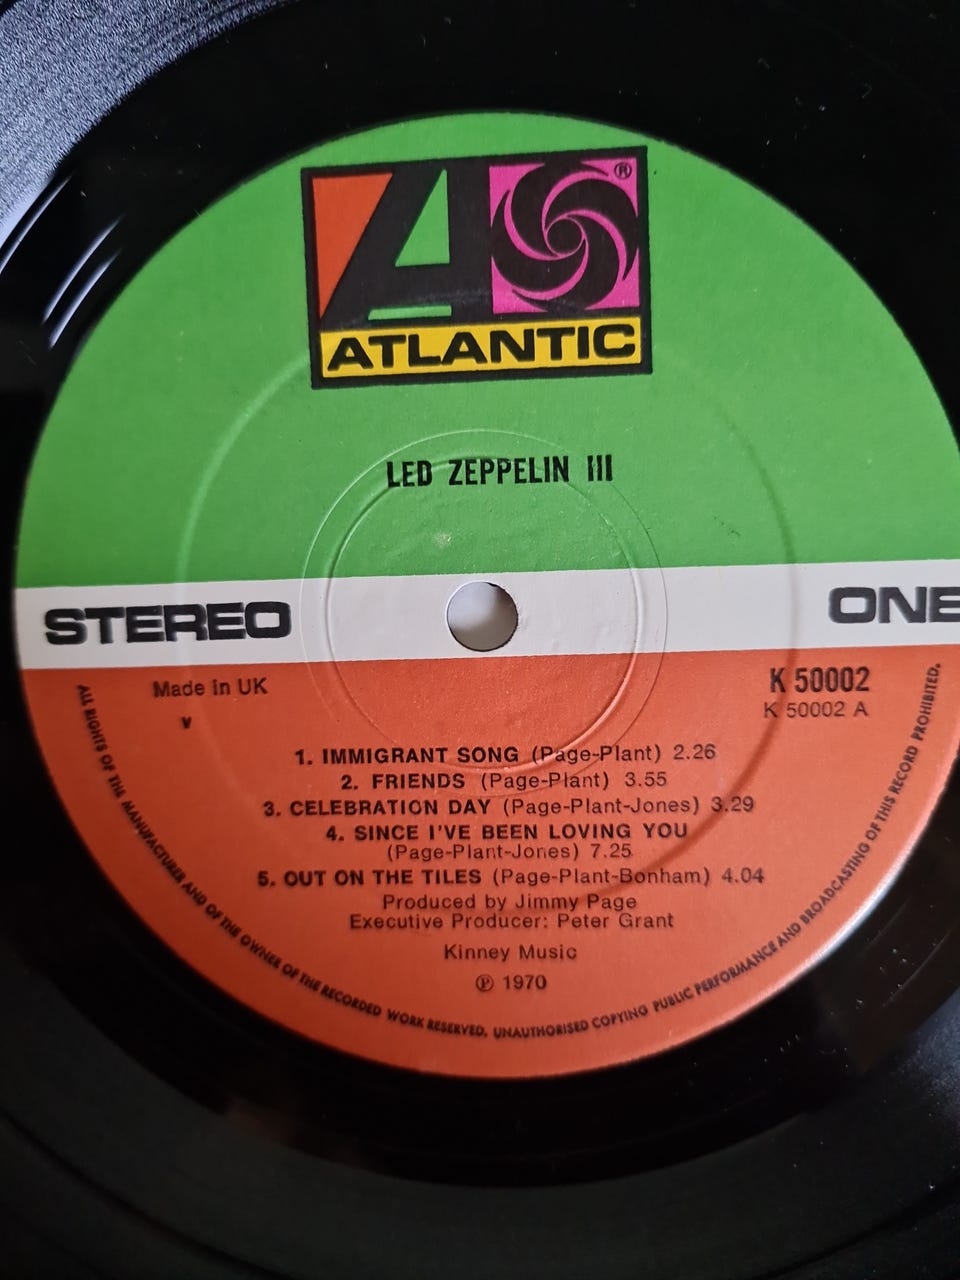 ®
ATLANTIC
LED ZEPPELIN III
STEREO
ONE
Made in UK
K 50002
K 50002 A
1. IMMIGRANT SONG (Page-Plant) 2.26
2. FRIENDS (Page-Plant) 3.55
3. CELEBRATION DAY (Page-Plant-Jones) 3.29
4. SINCE I'VE BEEN LOVING YOU
(Page-Plant-Jones) 7.25
5. OUT ON THE TILES (Page-Plant-Bonham) 4.04
Produced by Jimmy Page
Executive Producer: Peter Grant
Kinney Music
℗ 1970
ALL RIGHTS OF THE MANUFACTURER AND OF THE OWNER OF THE RECORDED WORK RESERVED. UNAUTHORISED COPYING PUBLIC PERFORMANCE AND BROADCASTING OF THIS RECORD PROHIBITED.